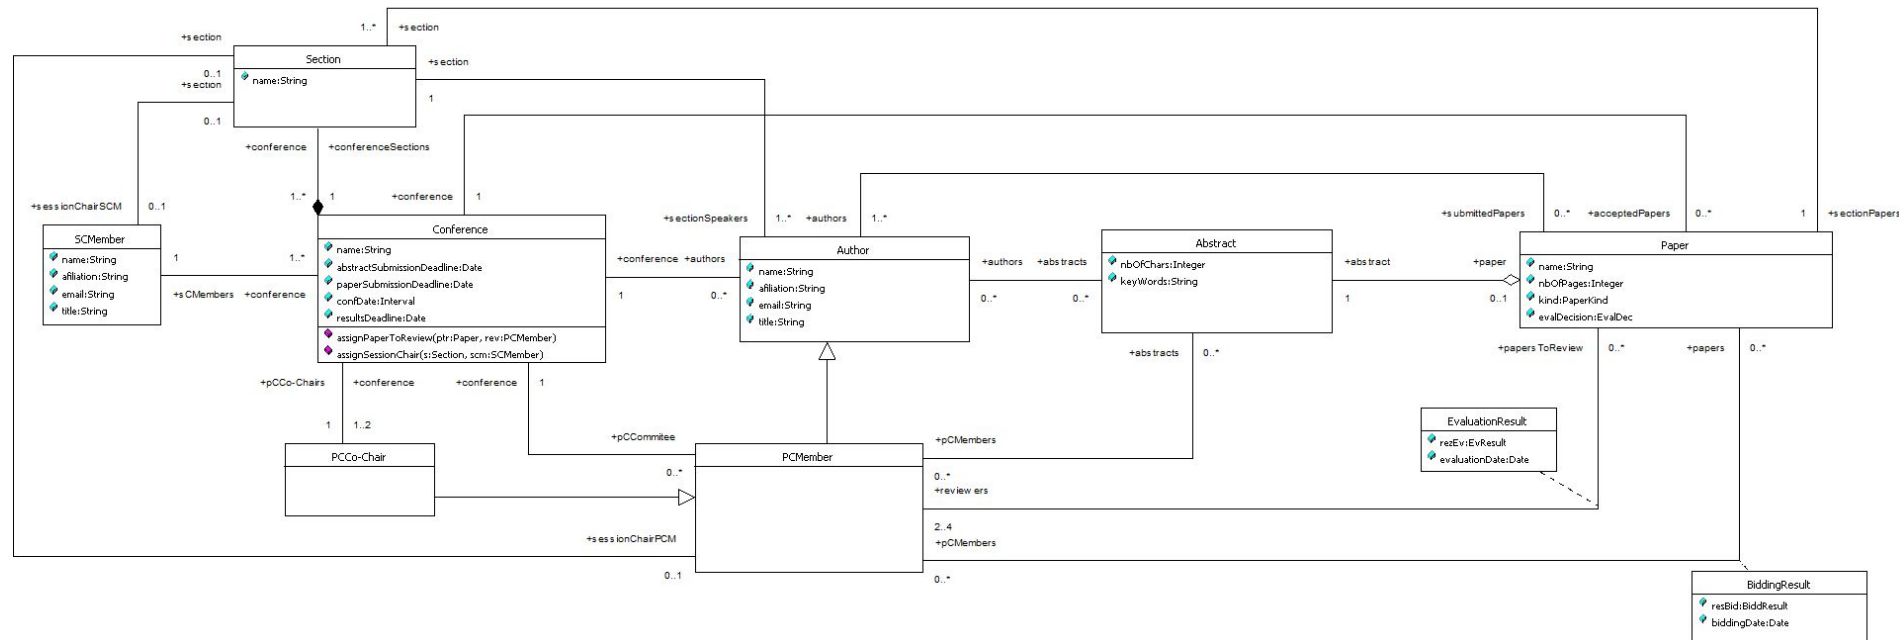 1..*
+section
+section
Section
+section
0..1
name:String
+section
1
0..1
+conference
+conferenceSections
1..*
1
+conference
1
+sessionChairSCM
0..1
+sectionSpeakers
1..*
+authors
1..*
+submittedPapers
0..*
+acceptedPapers
0..*
1
+sectionPapers
SCMember
name:String
afiliation:String
email:String
title:String
1
1..*
+sCMembers
+conference
Conference
name:String
abstractSubmissionDeadline:Date
paperSubmissionDeadline:Date
confDate:Interval
resultsDeadline:Date
assignPaperToReview(ptr:Paper, rev:PCMember)
assignSessionChair(s:Section, scm:SCMember)
+conference
+authors
1
0..*
Author
name:String
afiliation:String
email:String
title:String
+authors
+abstracts
0..*
0..*
Abstract
nbOfChars:Integer
keyWords:String
+abstract
+paper
1
0..1
Paper
name:String
nbOfPages:Integer
kind:PaperKind
evalDecision:EvalDec
+pCCo-Chairs
+conference
+conference
1
+abstracts
0..*
+papersToReview
0..*
+papers
0..*
1
1..2
+pCCommitee
0..*
PCCo-Chair
PCMember
+pCMembers
0..*
+reviewers
2..4
+pCMembers
0..*
EvaluationResult
rezEv:EvResult
evaluationDate:Date
+sessionChairPCM
0..1
BiddingResult
resBid:BiddResult
biddingDate:Date